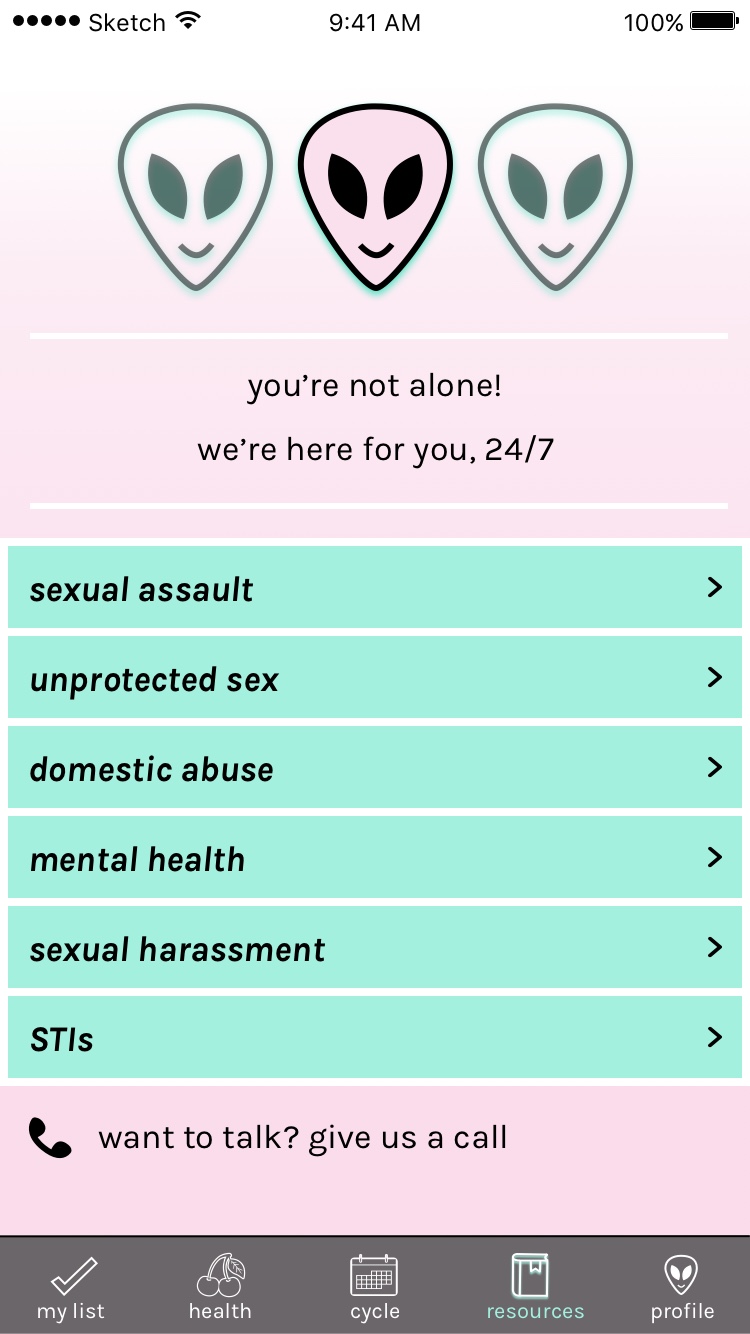 Sketch 9:41 AM 100%
you’re not alone!
we’re here for you, 24/7
sexual assault
unprotected sex
domestic abuse
mental health
sexual harassment
STIs
want to talk? give us a call
my list health cycle resources profile